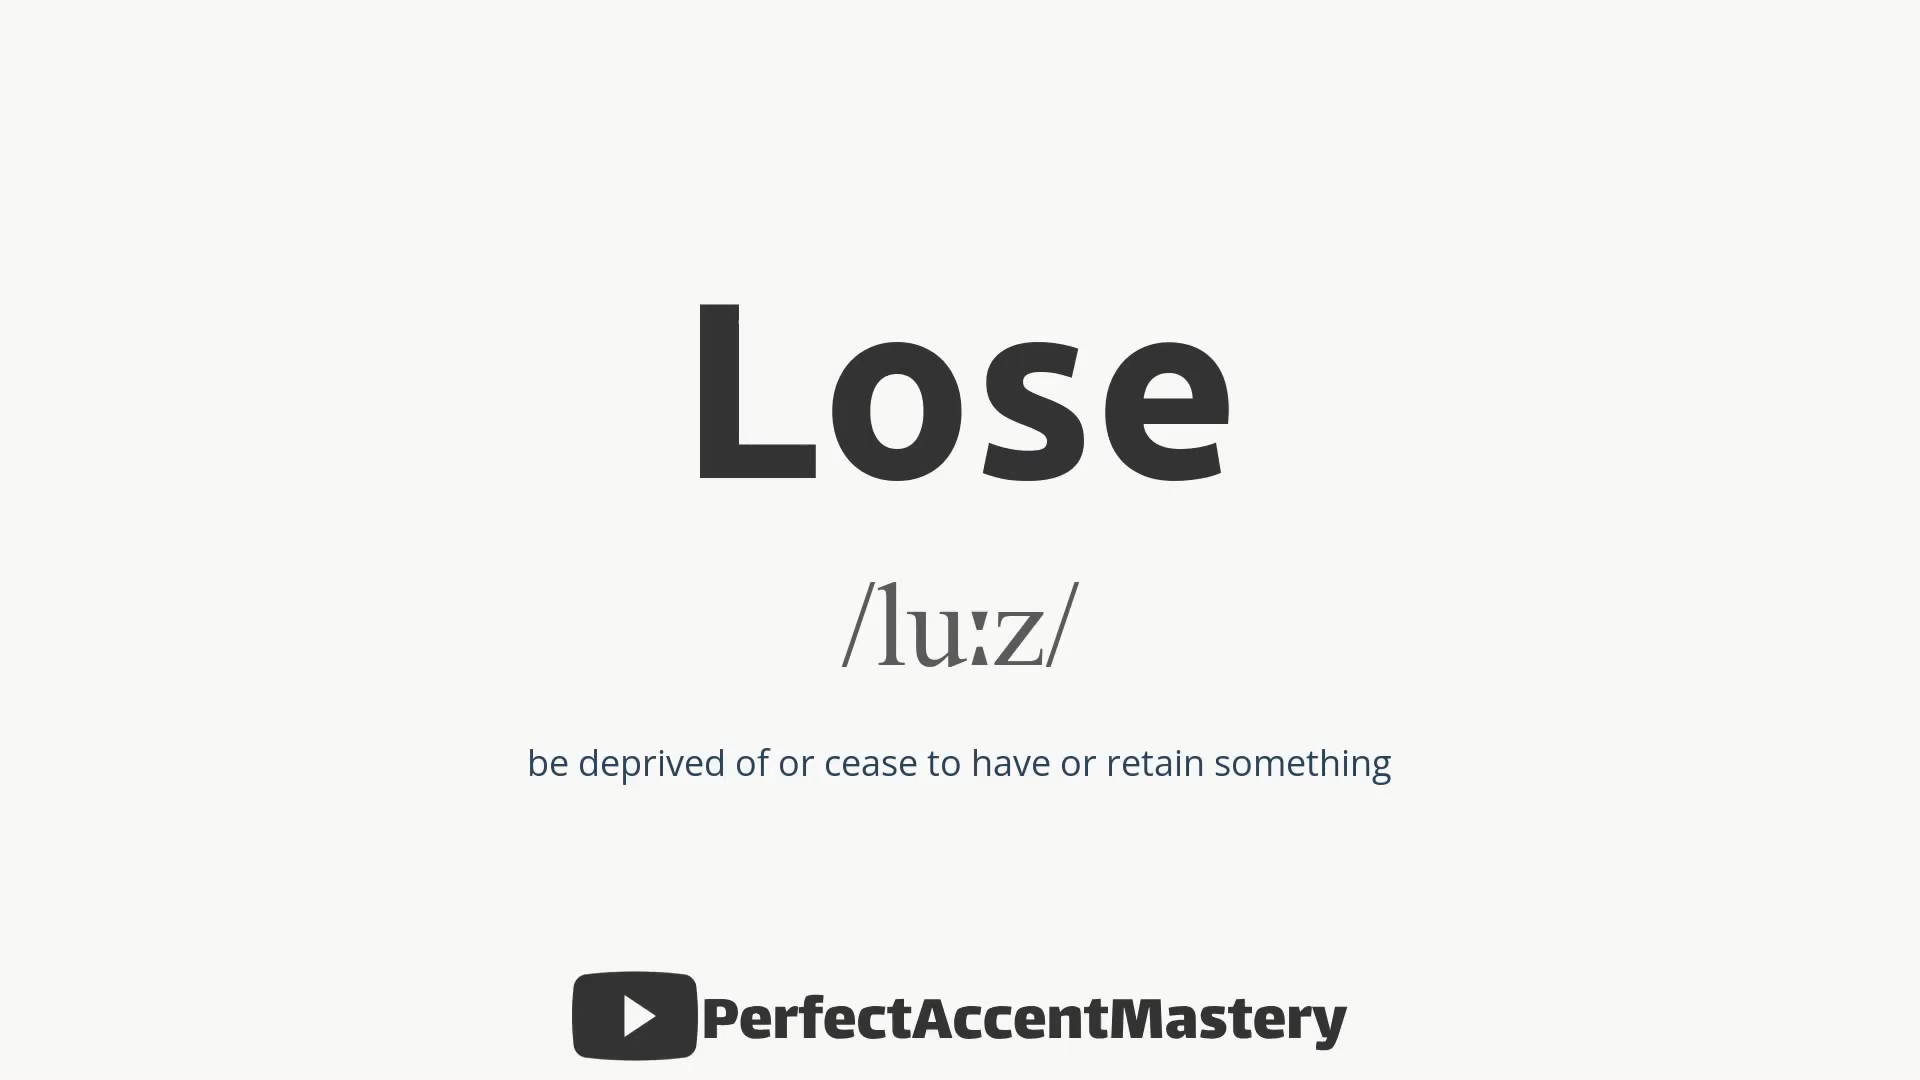 Lose
/luːz/
be deprived of or cease to have or retain something
PerfectAccentMastery